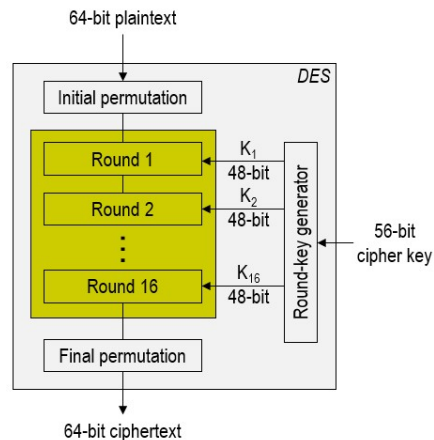 64-bit plaintext
DES
Initial permutation
Round 1
K1
48-bit
Round 2
K2
48-bit
Round 16
K16
48-bit
Round-key generator
56-bit
cipher key
Final permutation
64-bit ciphertext